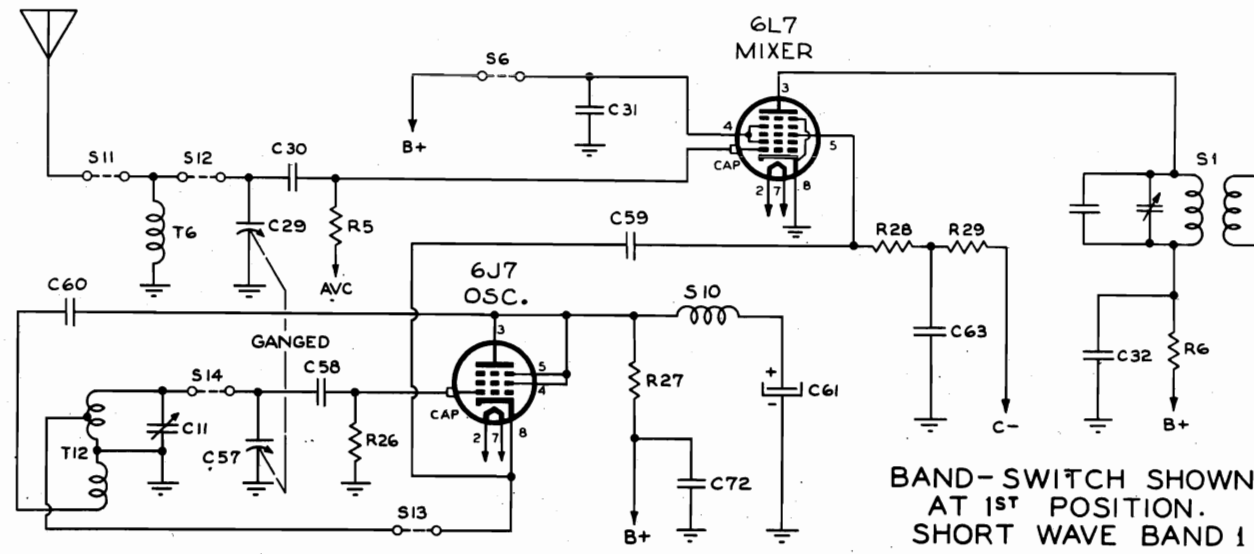 6L7
MIXER
S6
3
C31
4
B+
5
CAP
S11
S12
C30
2
7
8
S1
T6
C29
R5
C59
R28
R29
AVC
6J7
OSC.
C60
S10
3
C63
GANGED
C32
R6
C58
5
S14
R27
+
C61
4
-
CAP
C11
2
7
8
R26
T12
C57
C-
B+
C72
S13
B+
BAND-SWITCH SHOWN
AT 1ST POSITION.
SHORT WAVE BAND 1